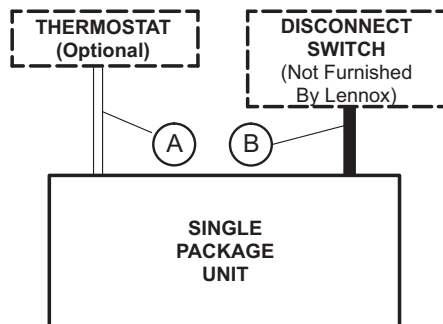 THERMOSTAT
(Optional)
DISCONNECT
SWITCH
(Not Furnished
By Lennox)
A
B
SINGLE
PACKAGE
UNIT